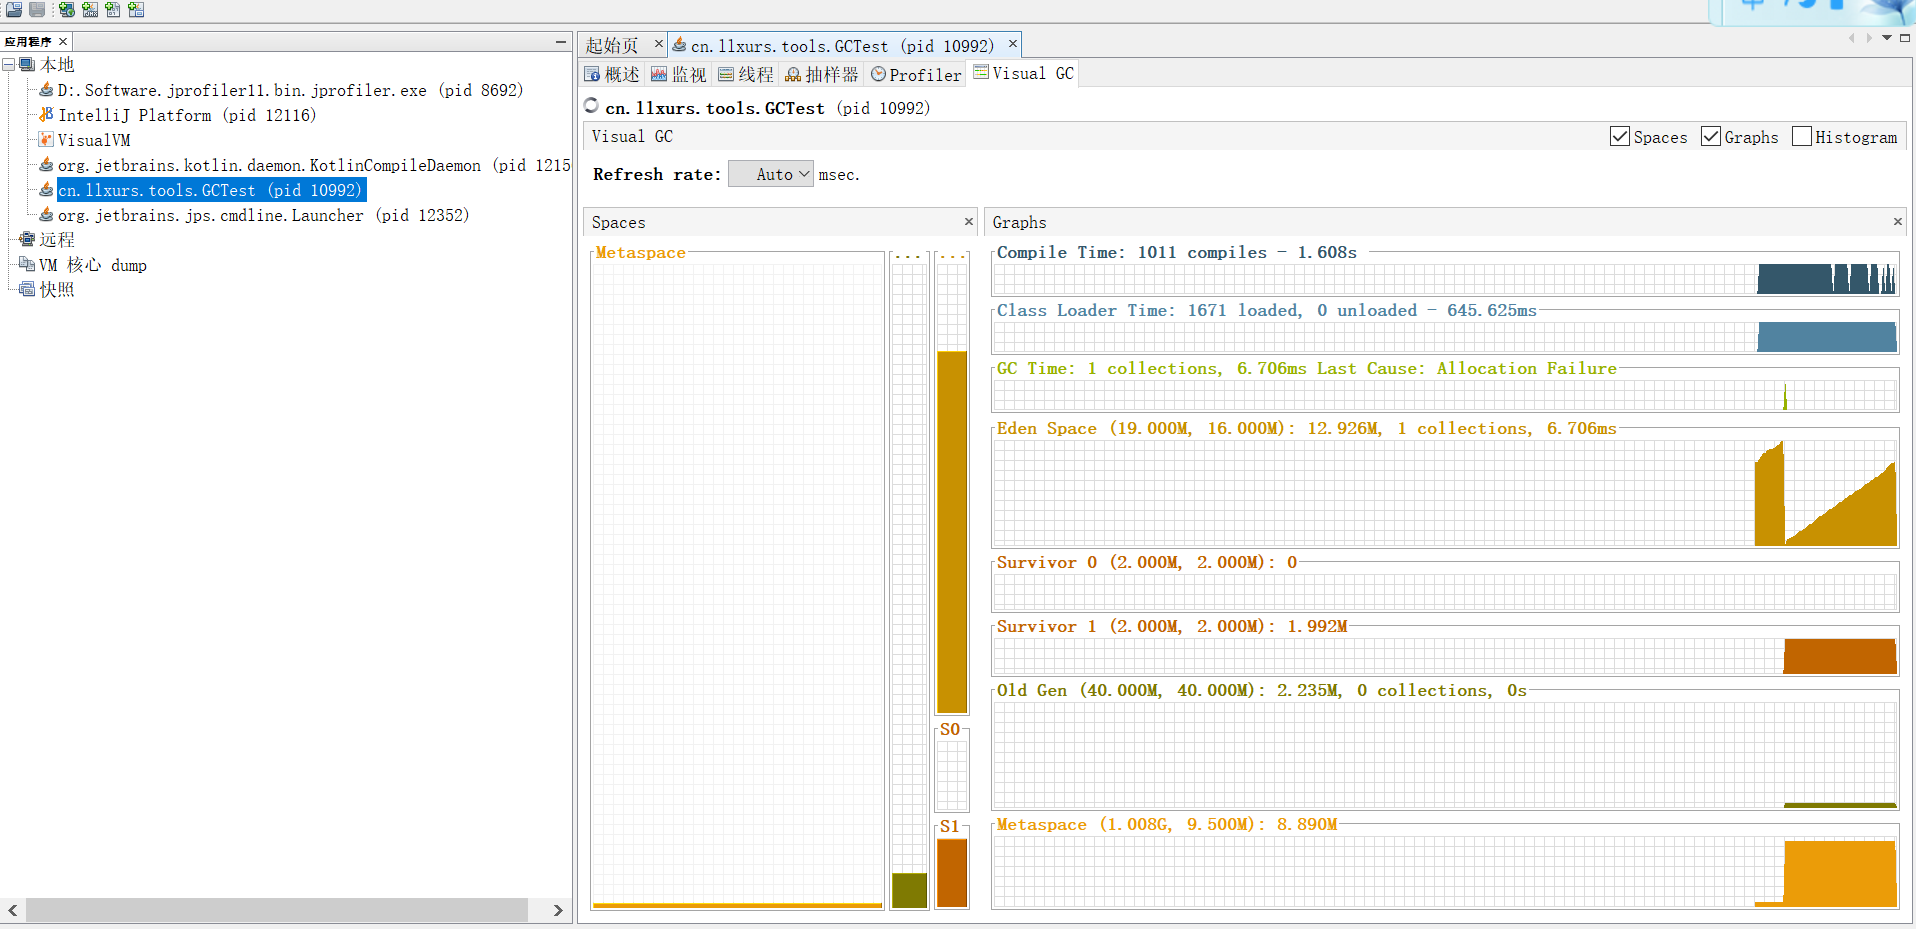 应用程序
本地
D:.Software.jprofiler11.bin.jprofiler.exe (pid 8692)
IntelliJ Platform (pid 12116)
VisualVM
org.jetbrains.kotlin.daemon.KotlinCompileDaemon (pid 1215
cn.llxurs.tools.GCTest (pid 10992)
org.jetbrains.jps.cmdline.Launcher (pid 12352)
远程
VM 核心 dump
快照
起始页 cn.llxurs.tools.GCTest (pid 10992)
概述 监视 线程 抽样器 Profiler Visual GC
cn.llxurs.tools.GCTest (pid 10992)
Visual GC Spaces Graphs Histogram
Refresh rate: Auto msec.
Spaces
Metaspace ... ...
S0
S1
Graphs
Compile Time: 1011 compiles - 1.608s
Class Loader Time: 1671 loaded, 0 unloaded - 645.625ms
GC Time: 1 collections, 6.706ms Last Cause: Allocation Failure
Eden Space (19.000M, 16.000M): 12.926M, 1 collections, 6.706ms
Survivor 0 (2.000M, 2.000M): 0
Survivor 1 (2.000M, 2.000M): 1.992M
Old Gen (40.000M, 40.000M): 2.235M, 0 collections, 0s
Metaspace (1.008G, 9.500M): 8.890M